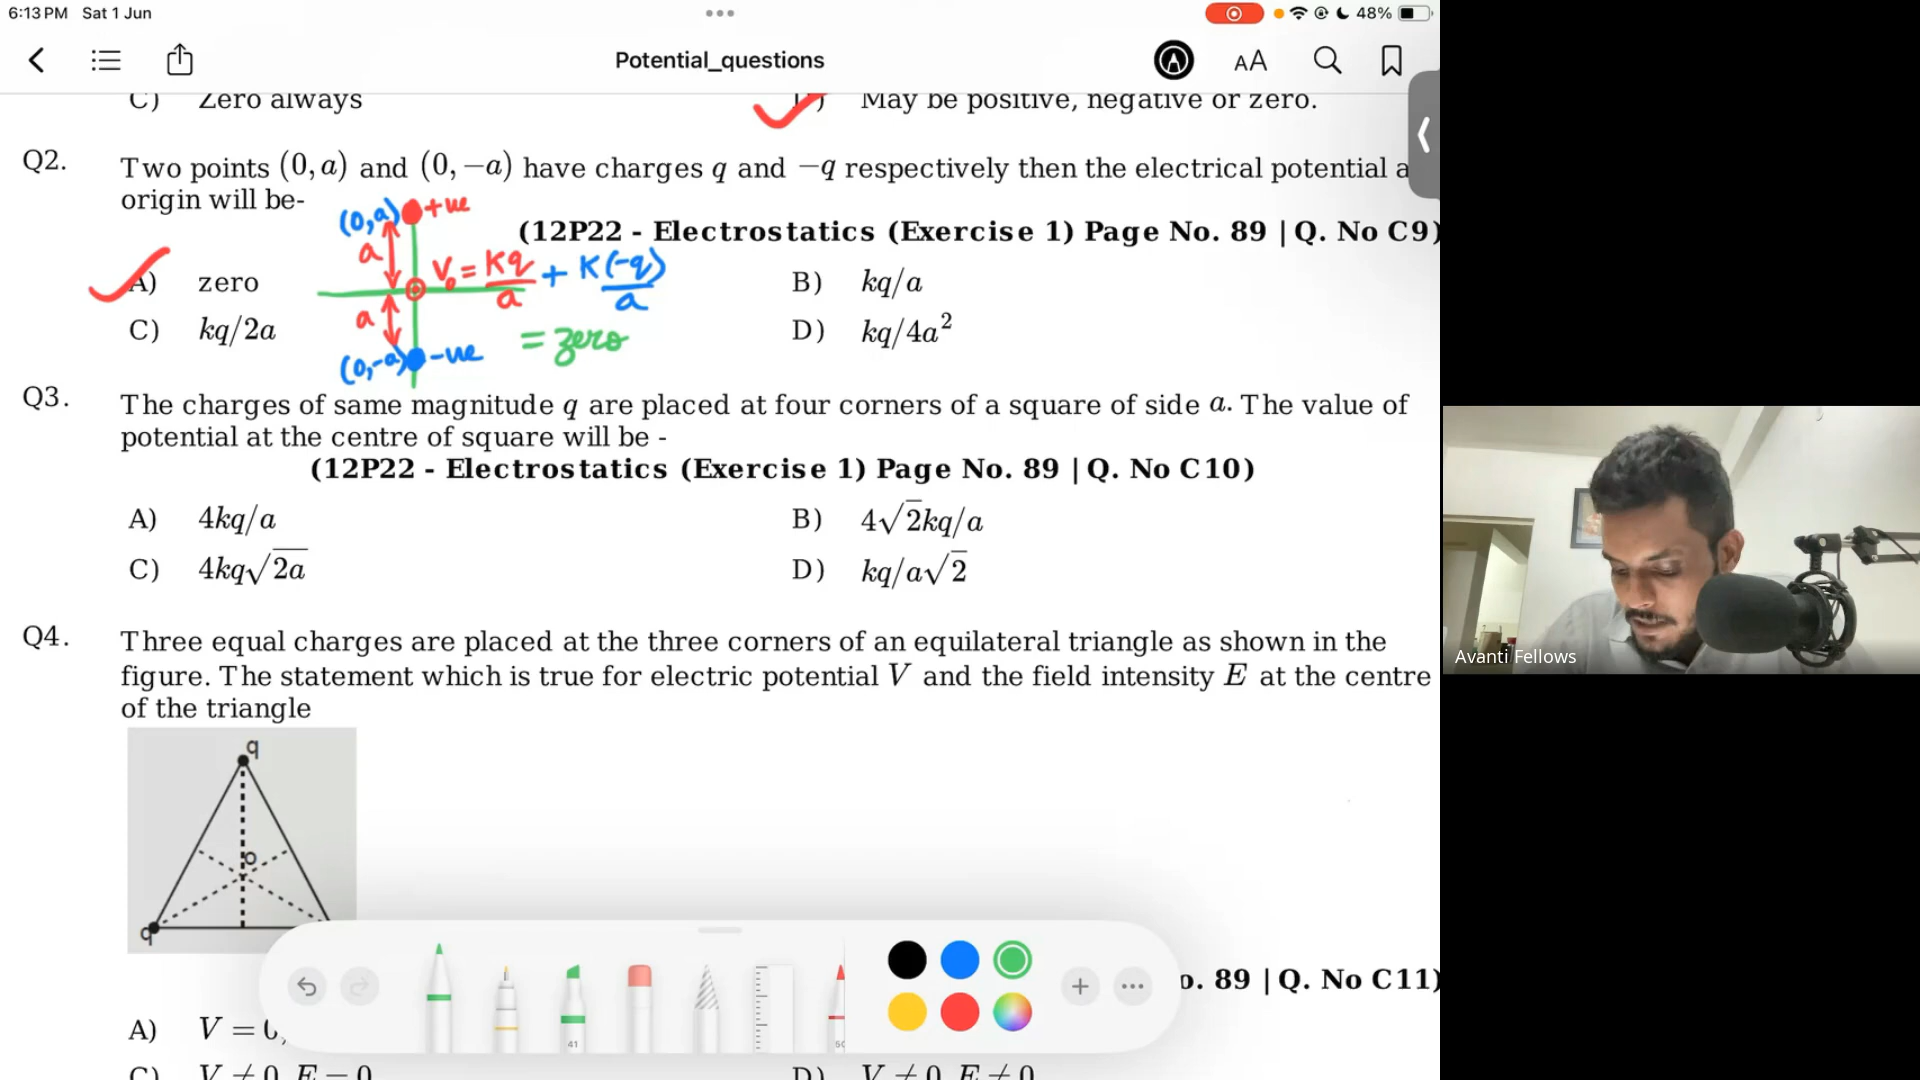 6:13 PM Sat 1 Jun
48%
Potential_questions
AA
C) Zero always
D) May be positive, negative or zero.
Q2. Two points (0, a) and (0, −a) have charges q and −q respectively then the electrical potential a
origin will be-
(0,a) +ve
(12P22 - Electrostatics (Exercise 1) Page No. 89 | Q. No C9)
a
V₀ = Kq/a + K(-q)/a
A) zero
B) kq/a
a
= zero
C) kq/2a
D) kq/4a²
(0,-a) -ve
Q3. The charges of same magnitude q are placed at four corners of a square of side a. The value of
potential at the centre of square will be -
(12P22 - Electrostatics (Exercise 1) Page No. 89 | Q. No C10)
A) 4kq/a
B) 4√2kq/a
C) 4kq√2a
D) kq/a√2
Q4. Three equal charges are placed at the three corners of an equilateral triangle as shown in the
figure. The statement which is true for electric potential V and the field intensity E at the centre
of the triangle
q
o
q
o. 89 | Q. No C11)
A) V = 0,
C) V ≠ 0, E = 0
D) V ≠ 0, E ≠ 0
41
50
Avanti Fellows